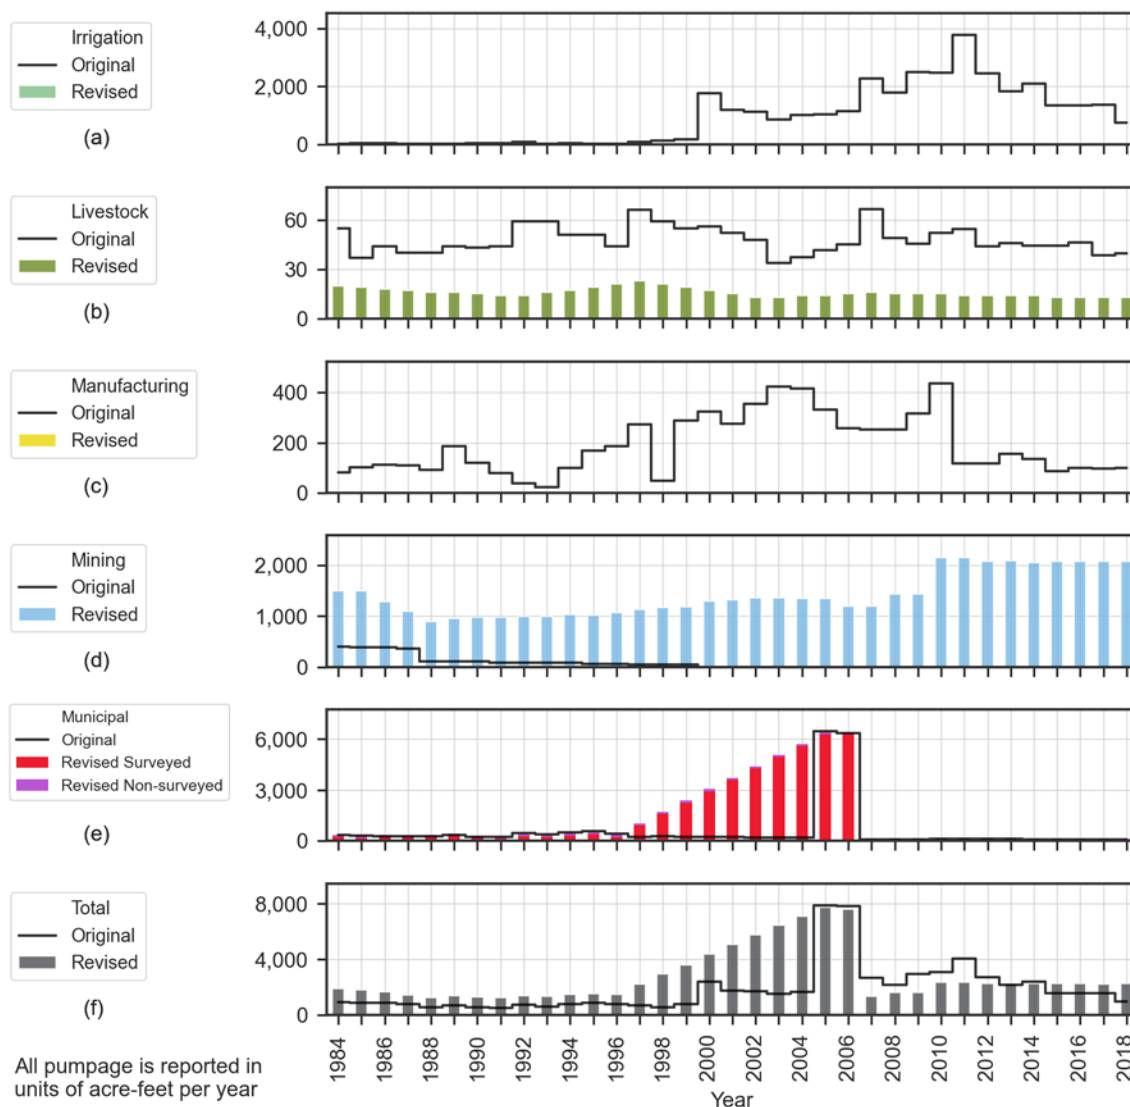 Irrigation
Original
Revised
(a)
4,000
2,000
0
Livestock
Original
Revised
(b)
60
30
0
Manufacturing
Original
Revised
(c)
400
200
0
Mining
Original
Revised
(d)
2,000
1,000
0
Municipal
Original
Revised Surveyed
Revised Non-surveyed
(e)
6,000
3,000
0
Total
Original
Revised
(f)
8,000
4,000
0
1984
1986
1988
1990
1992
1994
1996
1998
2000
2002
2004
2006
2008
2010
2012
2014
2016
2018
Year
All pumpage is reported in
units of acre-feet per year